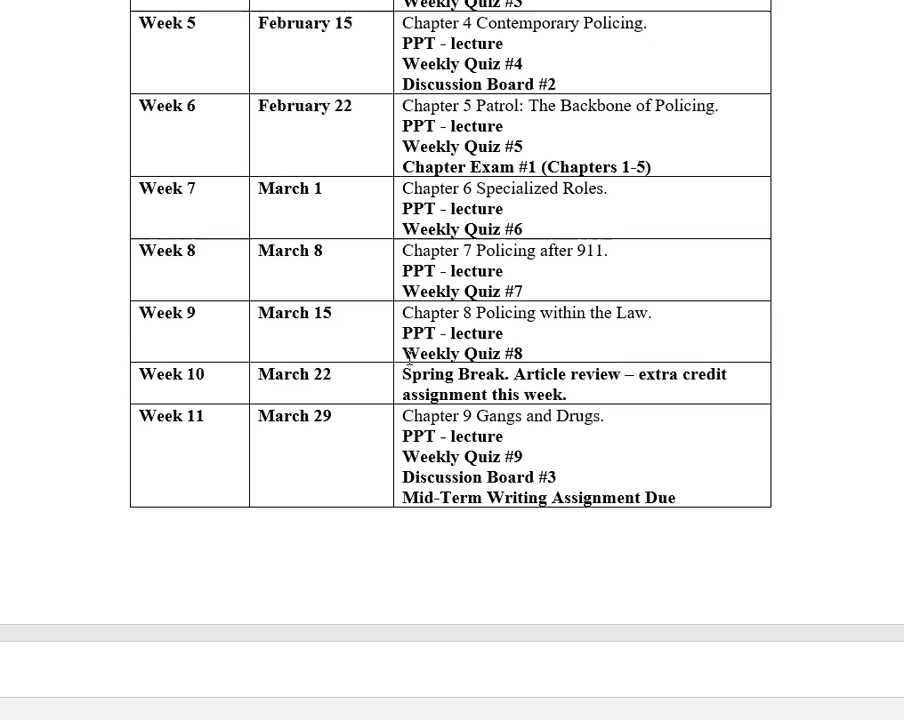 Weekly Quiz #3
Week 5 February 15 Chapter 4 Contemporary Policing.
PPT - lecture
Weekly Quiz #4
Discussion Board #2
Week 6 February 22 Chapter 5 Patrol: The Backbone of Policing.
PPT - lecture
Weekly Quiz #5
Chapter Exam #1 (Chapters 1-5)
Week 7 March 1 Chapter 6 Specialized Roles.
PPT - lecture
Weekly Quiz #6
Week 8 March 8 Chapter 7 Policing after 911.
PPT - lecture
Weekly Quiz #7
Week 9 March 15 Chapter 8 Policing within the Law.
PPT - lecture
Weekly Quiz #8
Week 10 March 22 Spring Break. Article review – extra credit
assignment this week.
Week 11 March 29 Chapter 9 Gangs and Drugs.
PPT - lecture
Weekly Quiz #9
Discussion Board #3
Mid-Term Writing Assignment Due